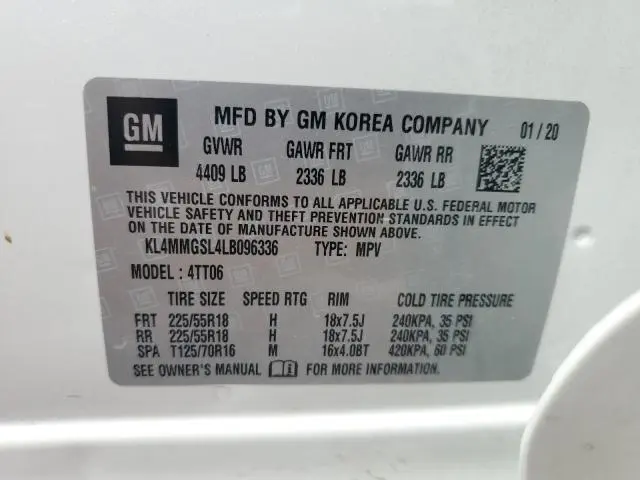 GM MFD BY GM KOREA COMPANY 01/20
GVWR GAWR FRT GAWR RR
4409 LB 2336 LB 2336 LB
THIS VEHICLE CONFORMS TO ALL APPLICABLE U.S. FEDERAL MOTOR
VEHICLE SAFETY AND THEFT PREVENTION STANDARDS IN EFFECT
ON THE DATE OF MANUFACTURE SHOWN ABOVE.
KL4MMGSL4LB096336 TYPE: MPV
MODEL: 4TT06
TIRE SIZE SPEED RTG RIM COLD TIRE PRESSURE
FRT 225/55R18 H 18x7.5J 240KPA, 35 PSI
RR 225/55R18 H 18x7.5J 240KPA, 35 PSI
SPA T125/70R16 M 16x4.0BT 420KPA, 60 PSI
SEE OWNER'S MANUAL FOR MORE INFORMATION.